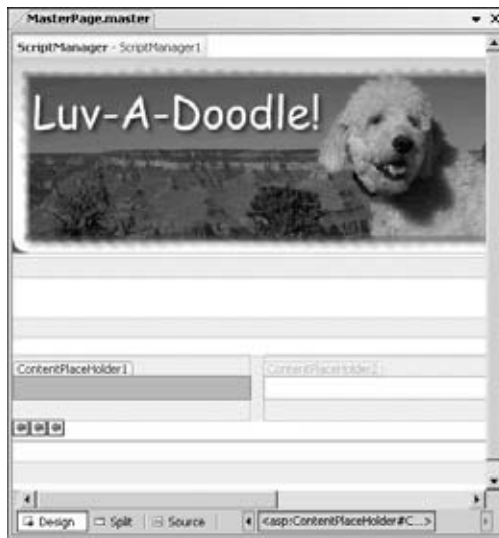 MasterPage.master
ScriptManager - ScriptManager1
Luv-A-Doodle!
ContentPlaceHolder1 ContentPlaceHolder2
Design Split Source <asp:ContentPlaceHolder#C...>